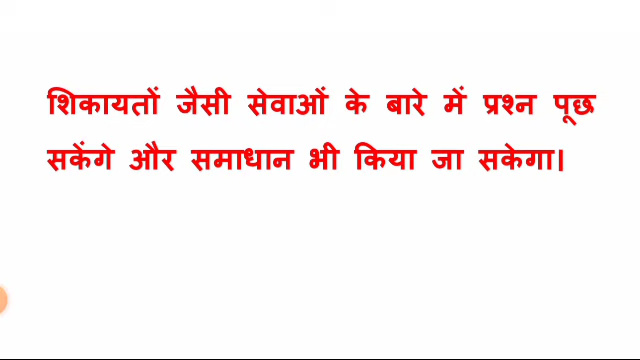 शिकायतों जैसी सेवाओं के बारे में प्रश्न पूछ
सकेंगे और समाधान भी किया जा सकेगा।